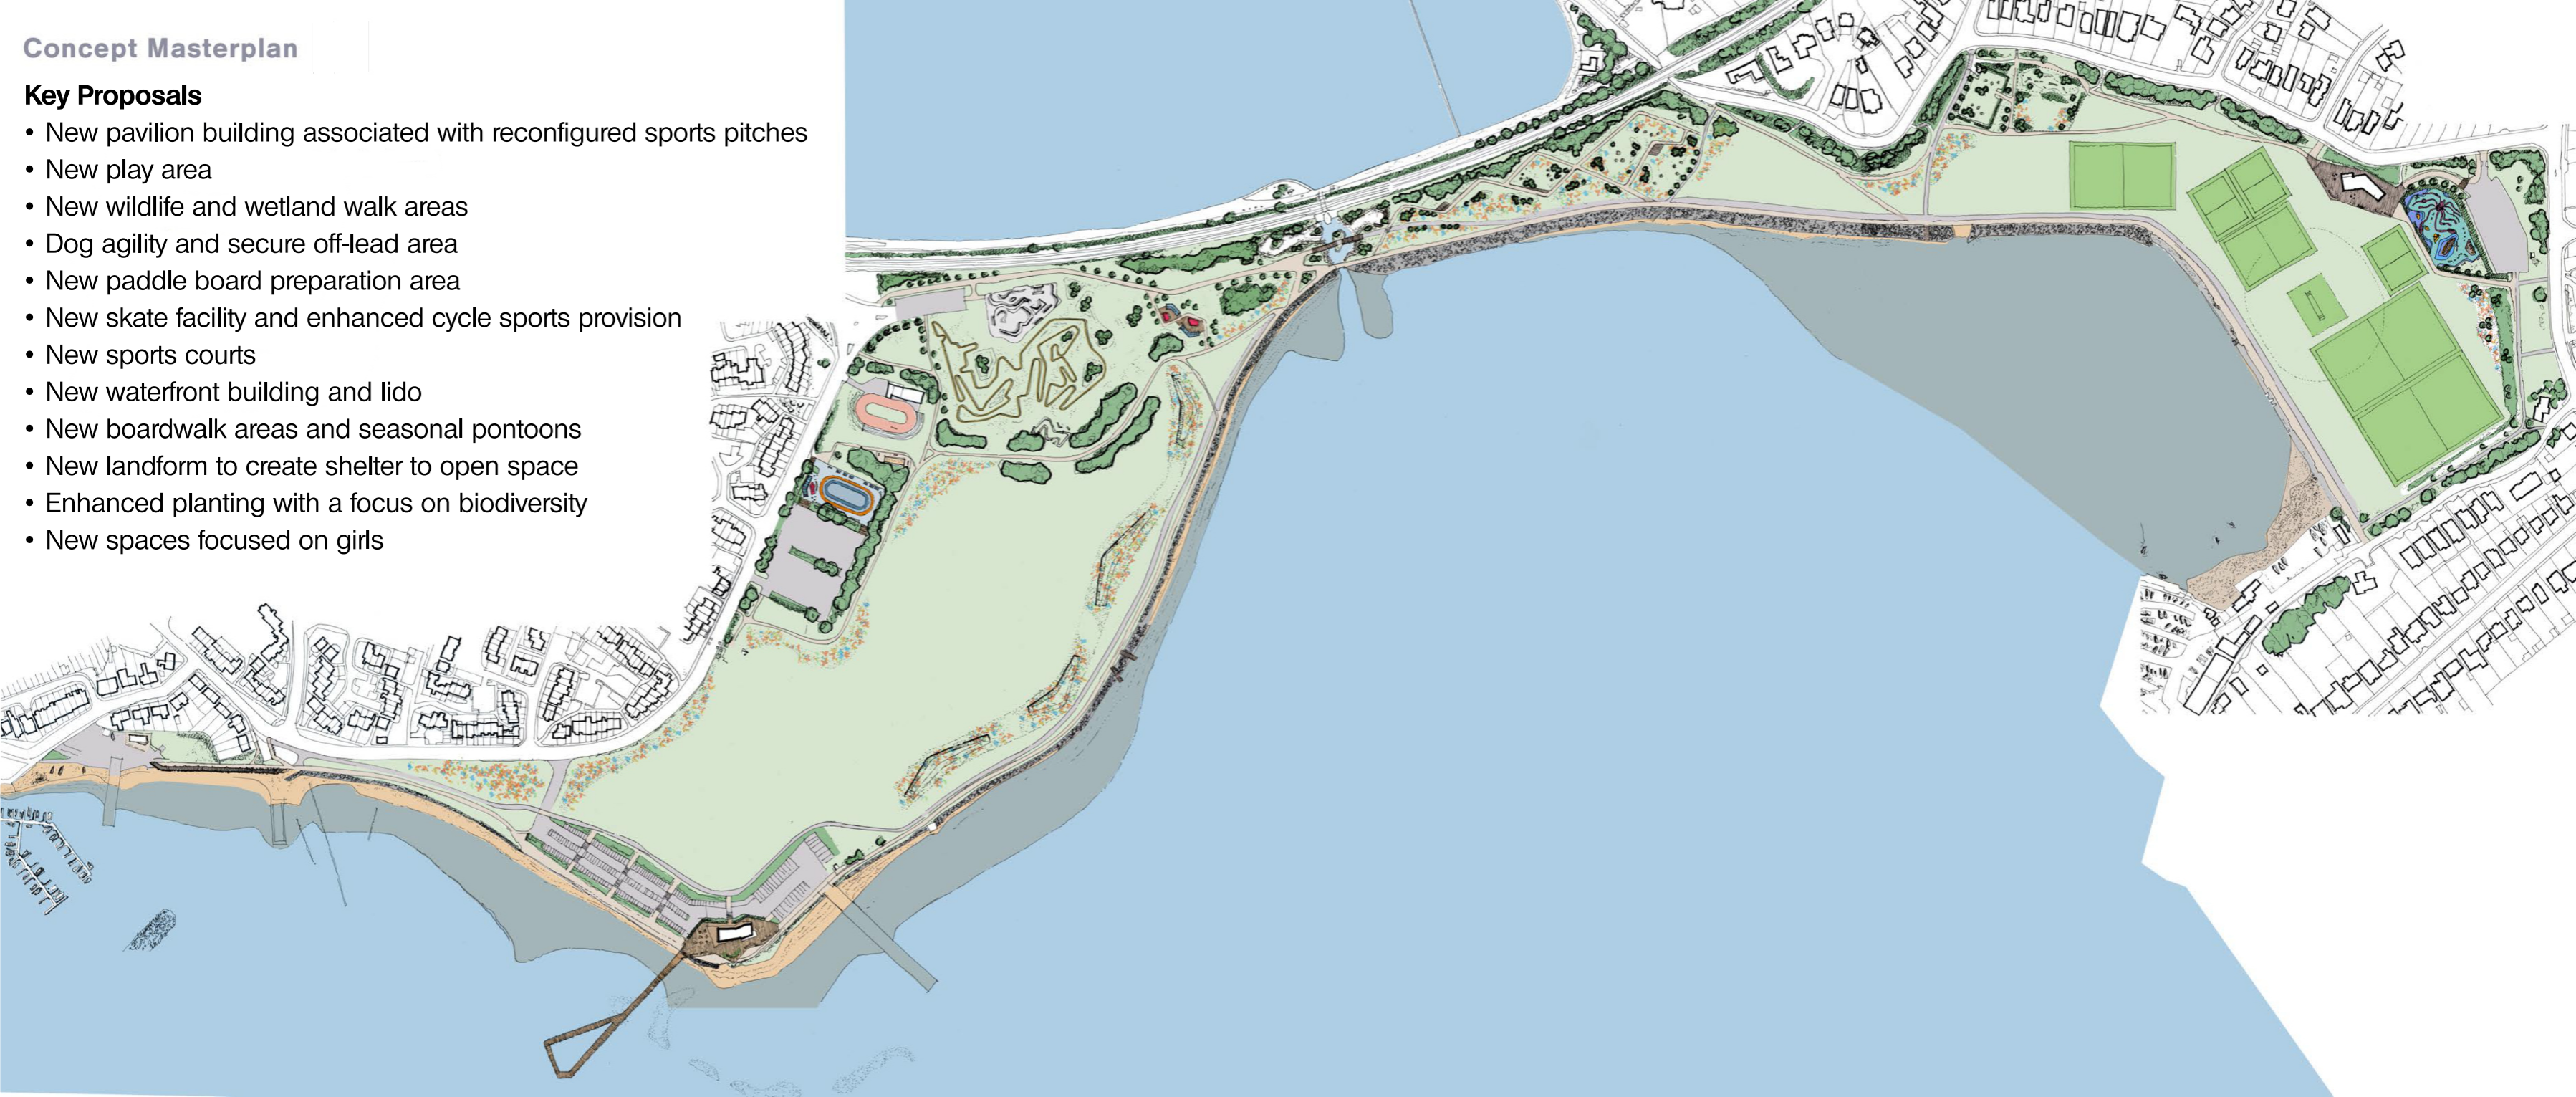 Concept Masterplan
Key Proposals
• New pavilion building associated with reconfigured sports pitches
• New play area
• New wildlife and wetland walk areas
• Dog agility and secure off-lead area
• New paddle board preparation area
• New skate facility and enhanced cycle sports provision
• New sports courts
• New waterfront building and lido
• New boardwalk areas and seasonal pontoons
• New landform to create shelter to open space
• Enhanced planting with a focus on biodiversity
• New spaces focused on girls